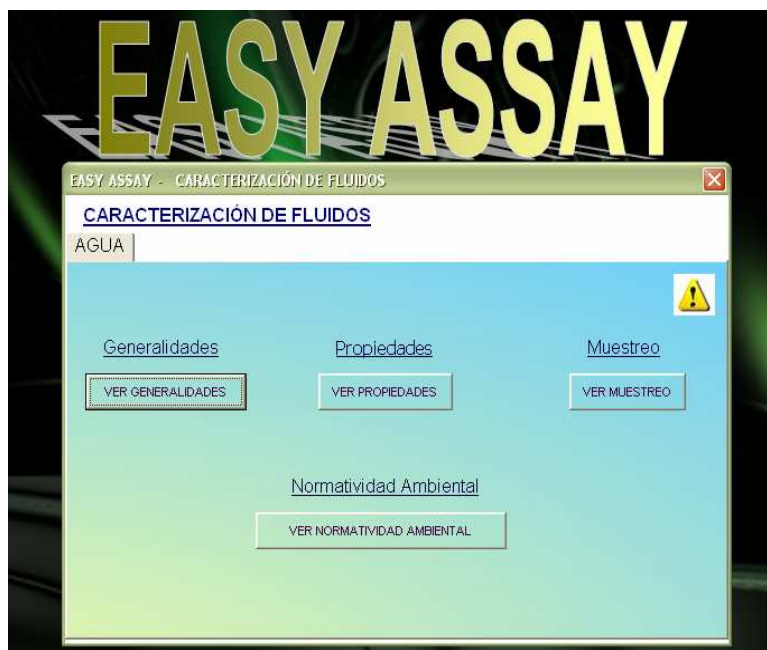 EASY ASSAY
EASY ASSAY - CARACTERIZACIÓN DE FLUIDOS
CARACTERIZACIÓN DE FLUIDOS
AGUA
Generalidades Propiedades Muestreo
VER GENERALIDADES VER PROPIEDADES VER MUESTREO
Normatividad Ambiental
VER NORMATIVIDAD AMBIENTAL